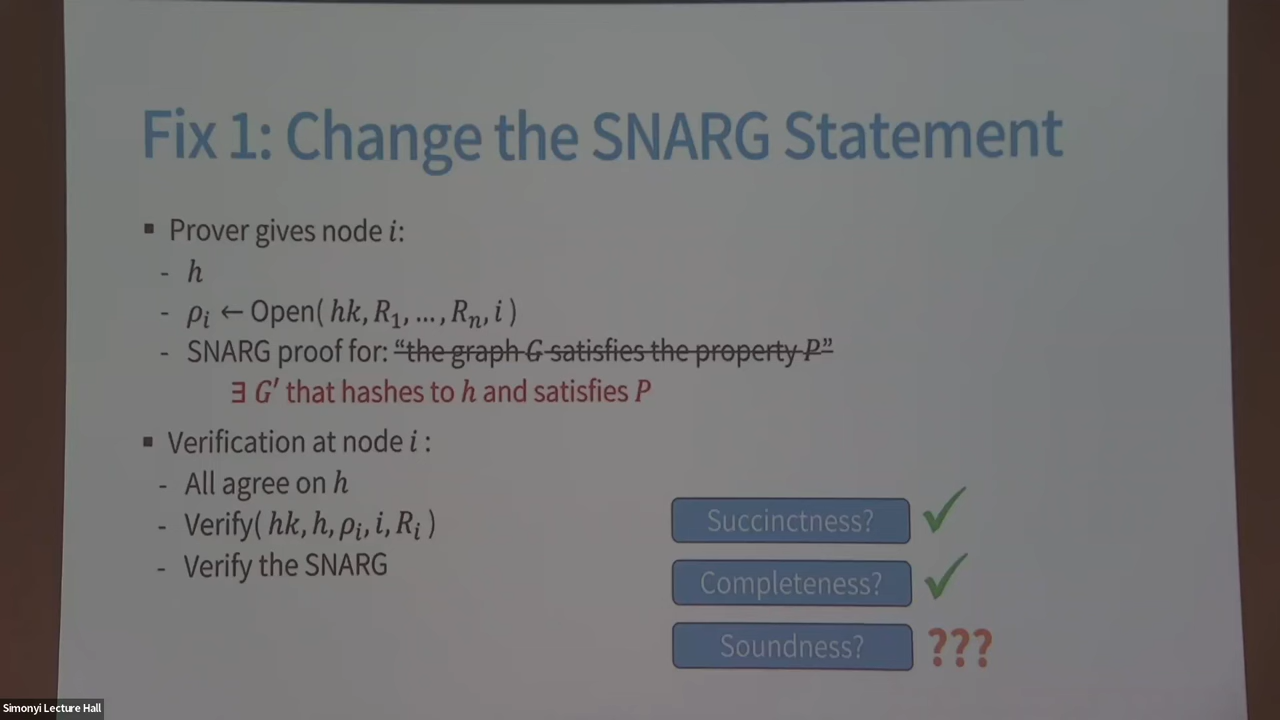 Fix 1: Change the SNARG Statement
▪ Prover gives node i:
- h
- ρᵢ ← Open( hk, R₁, … , Rₙ, i )
- SNARG proof for: “the graph G satisfies the property P”
∃ G′ that hashes to h and satisfies P
▪ Verification at node i :
- All agree on h
- Verify( hk, h, ρᵢ, i, Rᵢ )
- Verify the SNARG
Succinctness? ✓
Completeness? ✓
Soundness? ???
Simonyi Lecture Hall